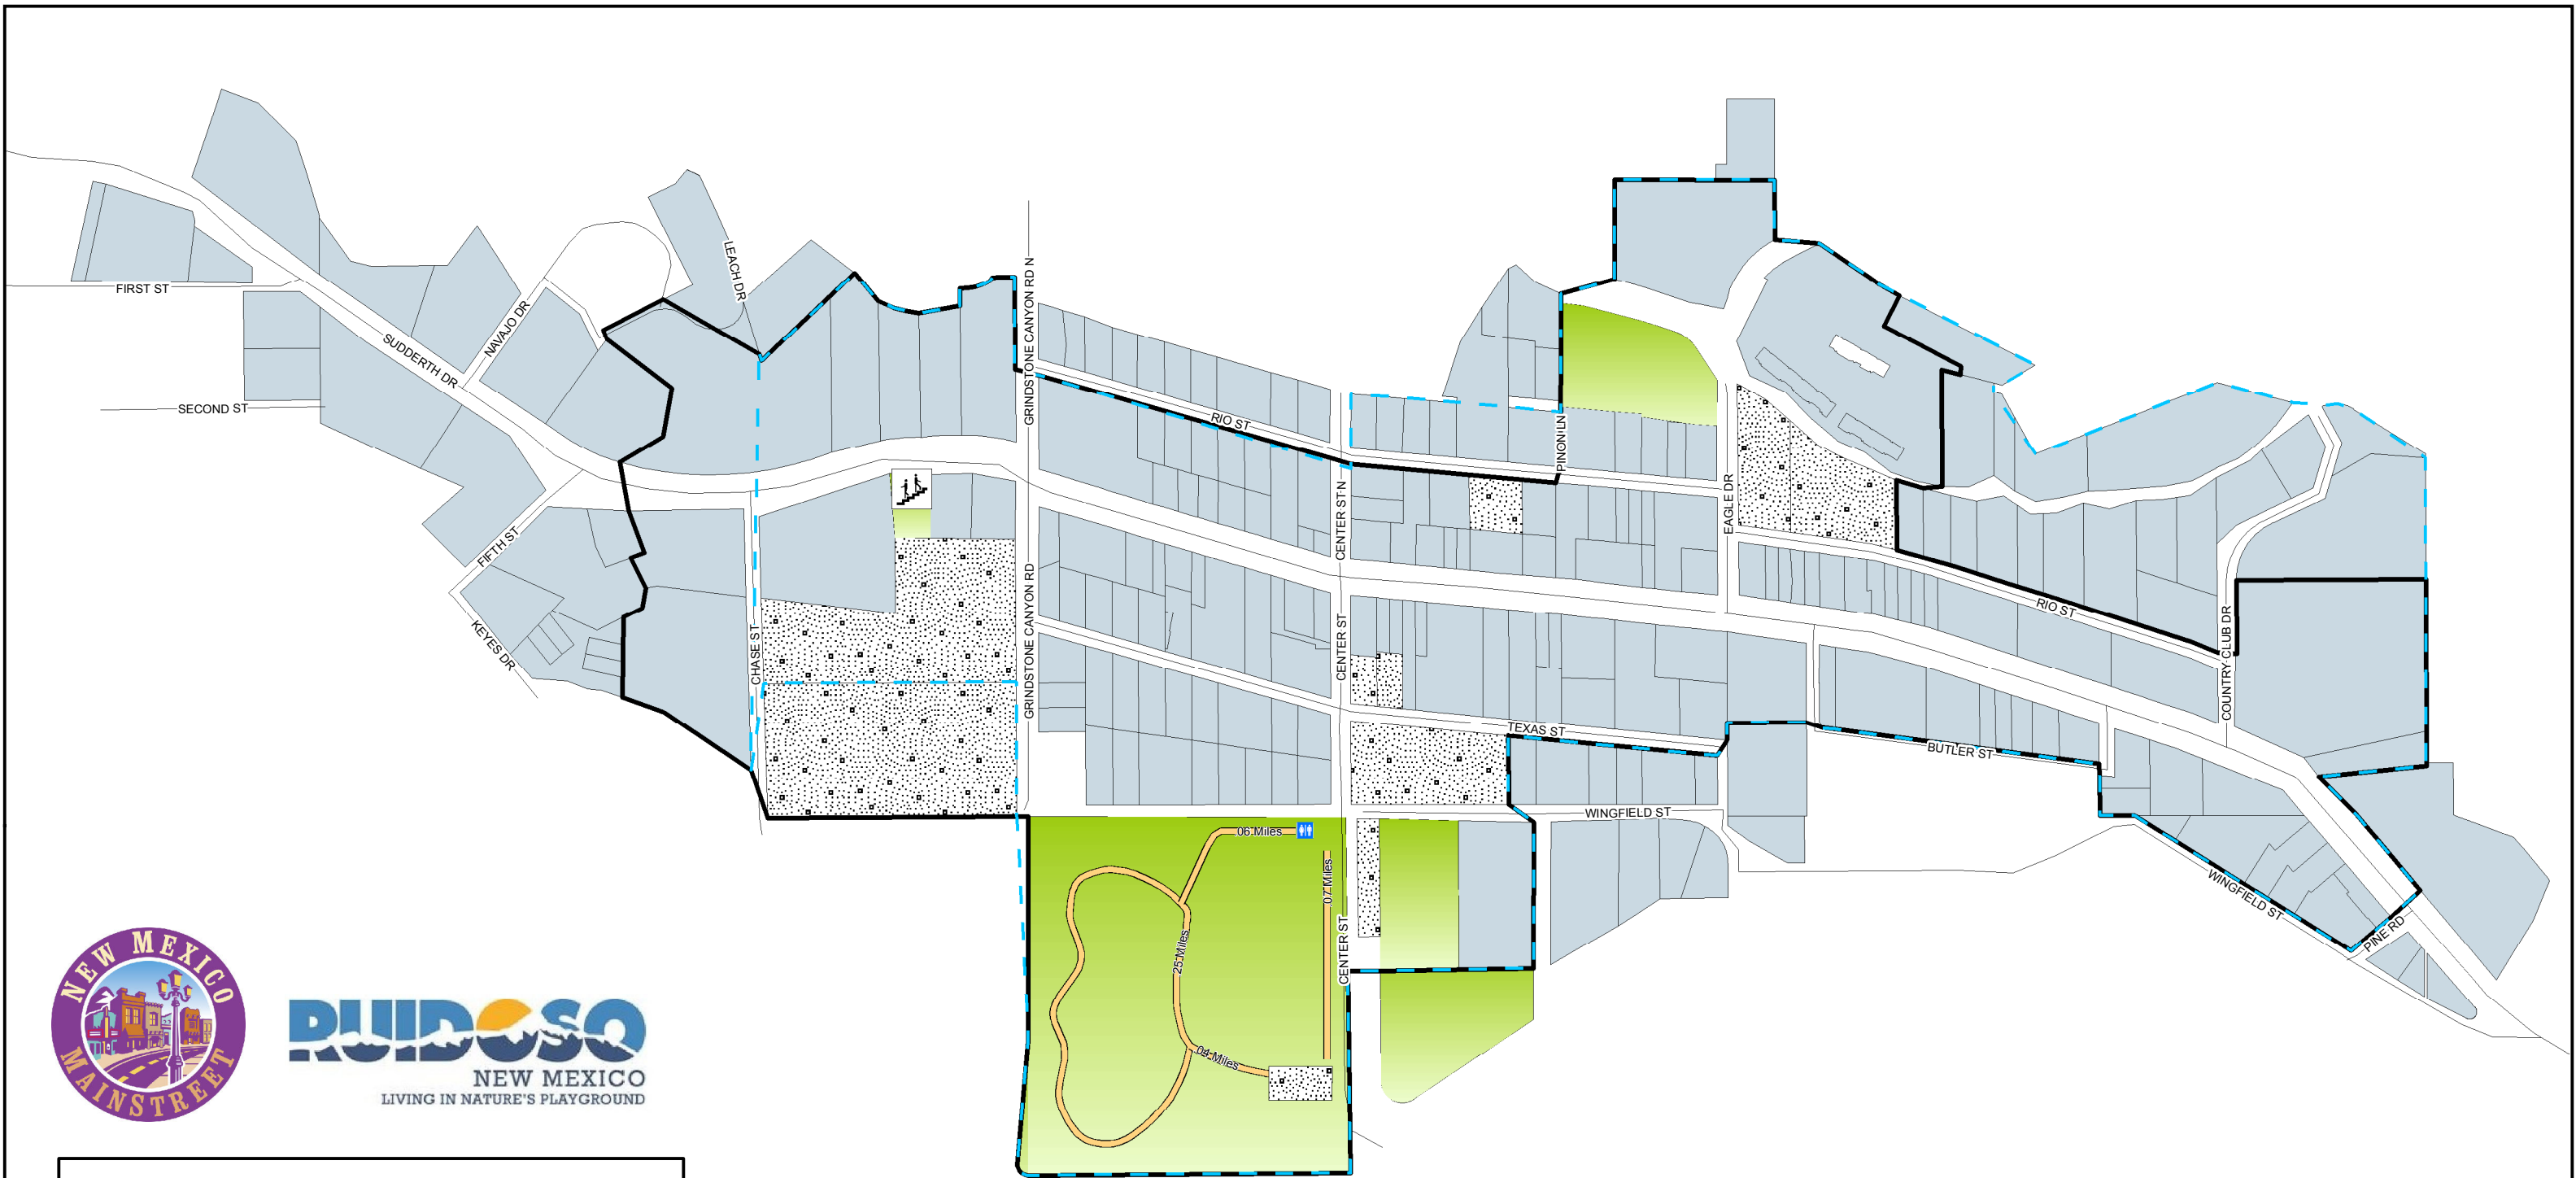 LEACH DR
GRINDSTONE CANYON RD N
FIRST ST
NAVAJO DR
SUDDERTH DR
SECOND ST
RIO ST
PINON LN
CENTER ST N
EAGLE DR
FIFTH ST
KEYES DR
CHASE ST
GRINDSTONE CANYON RD
CENTER ST
RIO ST
COUNTRY CLUB DR
TEXAS ST
BUTLER ST
WINGFIELD ST
06 Miles
07 Miles
25 Miles
04 Miles
CENTER ST
WINGFIELD ST
PINE RD
NEW MEXICO
MAINSTREET
RUIDOSO
NEW MEXICO
LIVING IN NATURE'S PLAYGROUND